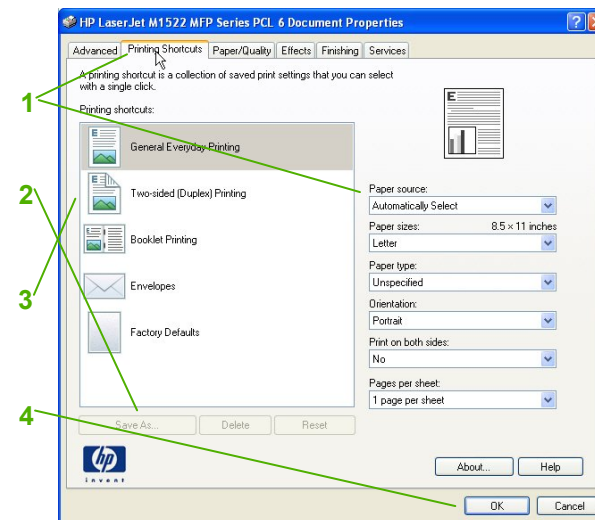 HP LaserJet M1522 MFP Series PCL 6 Document Properties
Advanced Printing Shortcuts Paper/Quality Effects Finishing Services
A printing shortcut is a collection of saved print settings that you can select
with a single click.
1
Printing shortcuts:
E
E
General Everyday Printing
E
Two-sided (Duplex) Printing
2
Paper source:
Automatically Select
Paper sizes: 8.5 × 11 inches
Letter
Booklet Printing
Paper type:
Unspecified
Envelopes
3
Orientation:
Portrait
Factory Defaults
Print on both sides:
No
Pages per sheet:
1 page per sheet
4
Save As... Delete Reset
hp
invent
About... Help
OK Cancel